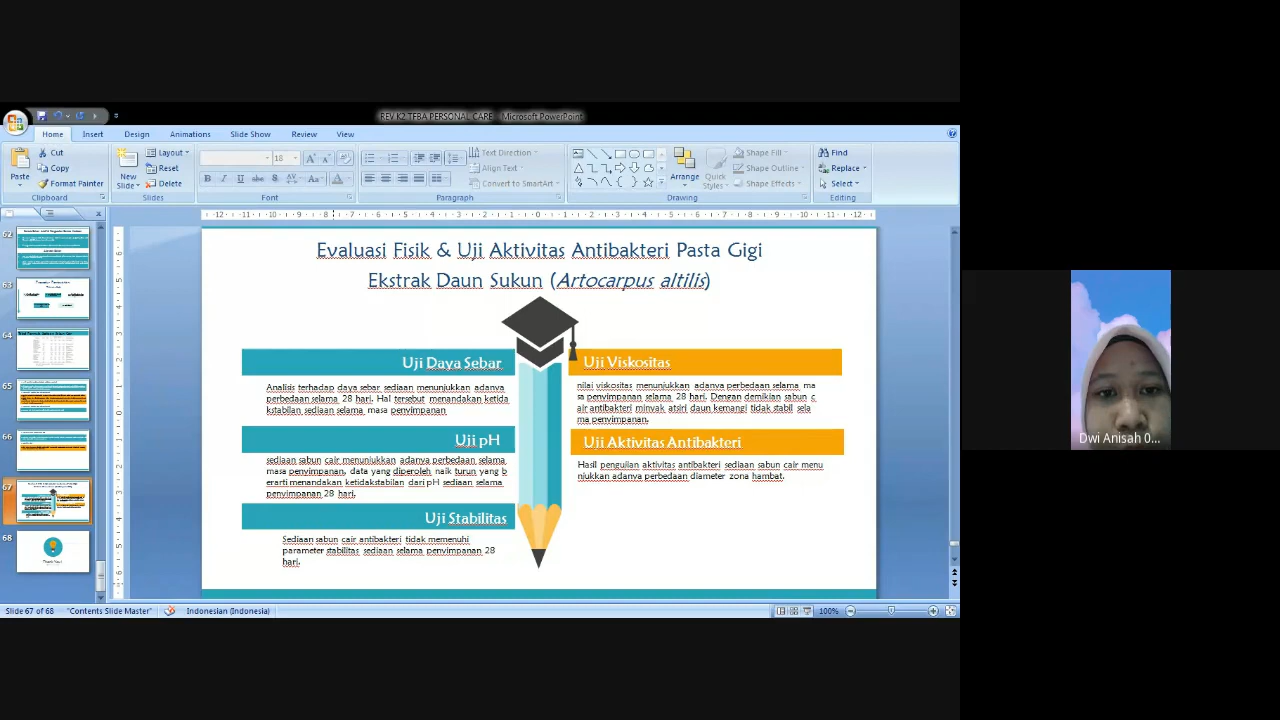 REV K2 TFBA PERSONAL CARE - Microsoft PowerPoint
Home Insert Design Animations Slide Show Review View
Paste
Cut
Copy
Format Painter
Clipboard
New
Slide
Layout
Reset
Delete
Slides
18
Font
Text Direction
Align Text
Convert to SmartArt
Paragraph
Arrange
Quick
Styles
Shape Fill
Shape Outline
Shape Effects
Drawing
Find
Replace
Select
Editing
62
63
64
65
66
67
68
Evaluasi Fisik & Uji Aktivitas Antibakteri Pasta Gigi
Ekstrak Daun Sukun (Artocarpus altilis)
Uji Daya Sebar
Analisis terhadap daya sebar sediaan menunjukkan adanya
perbedaan selama 28 hari. Hal tersebut menandakan ketida
kstabilan sediaan selama masa penyimpanan
Uji pH
sediaan sabun cair menunjukkan adanya perbedaan selama
masa penyimpanan, data yang diperoleh naik turun yang b
erarti menandakan ketidakstabilan dari pH sediaan selama
penyimpanan 28 hari.
Uji Stabilitas
Sediaan sabun cair antibakteri tidak memenuhi
parameter stabilitas sediaan selama penyimpanan 28
hari.
Uji Viskositas
nilai viskositas menunjukkan adanya perbedaan selama ma
sa penyimpanan selama 28 hari. Dengan demikian sabun c
air antibakteri minyak atsiri daun kemangi tidak stabil sela
ma penyimpanan.
Uji Aktivitas Antibakteri
Hasil pengujian aktivitas antibakteri sediaan sabun cair menu
njukkan adanya perbedaan diameter zona hambat.
Slide 67 of 68 "Contents Slide Master" Indonesian (Indonesia) 100%
Dwi Anisah 0...